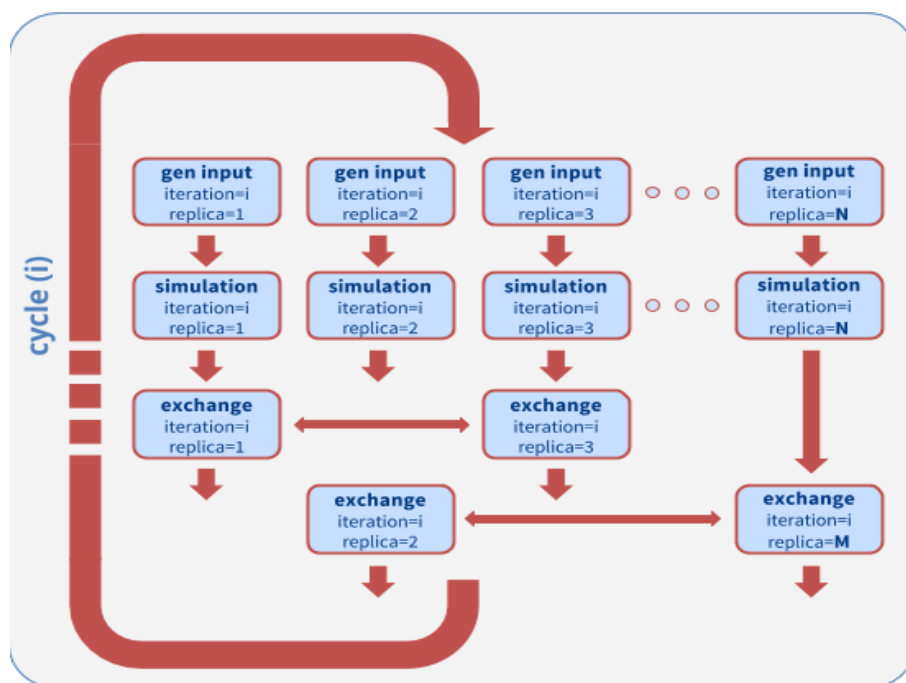 cycle (i)
gen input
iteration=i
replica=1
gen input
iteration=i
replica=2
gen input
iteration=i
replica=3
gen input
iteration=i
replica=N
simulation
iteration=i
replica=1
simulation
iteration=i
replica=2
simulation
iteration=i
replica=3
simulation
iteration=i
replica=N
exchange
iteration=i
replica=1
exchange
iteration=i
replica=3
exchange
iteration=i
replica=2
exchange
iteration=i
replica=M